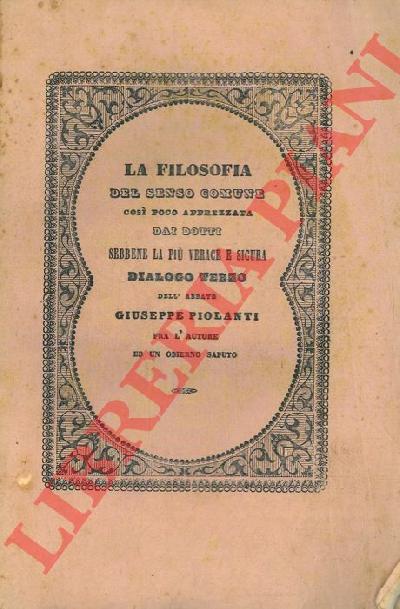 LA FILOSOFIA
DEL SENSO COMUNE
COSÌ POCO APPREZZATA
DAI DOTTI
SEBBENE LA PIÙ VERACE E SICURA
DIALOGO TERZO
DELL' ABBATE
GIUSEPPE PIOLANTI
FRA L'AUTORE
ED UN ODIERNO SAPUTO
LIBRERIA PIANI